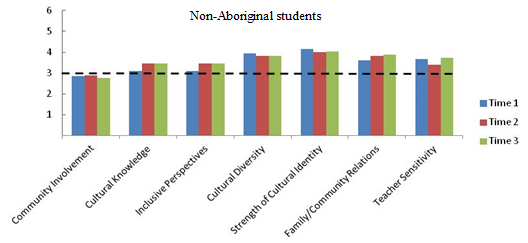 Non-Aboriginal students
6
5
4
3
2
1
Community Involvement
Cultural Knowledge
Inclusive Perspectives
Cultural Diversity
Strength of Cultural Identity
Family/Community Relations
Teacher Sensitivity
Time 1
Time 2
Time 3